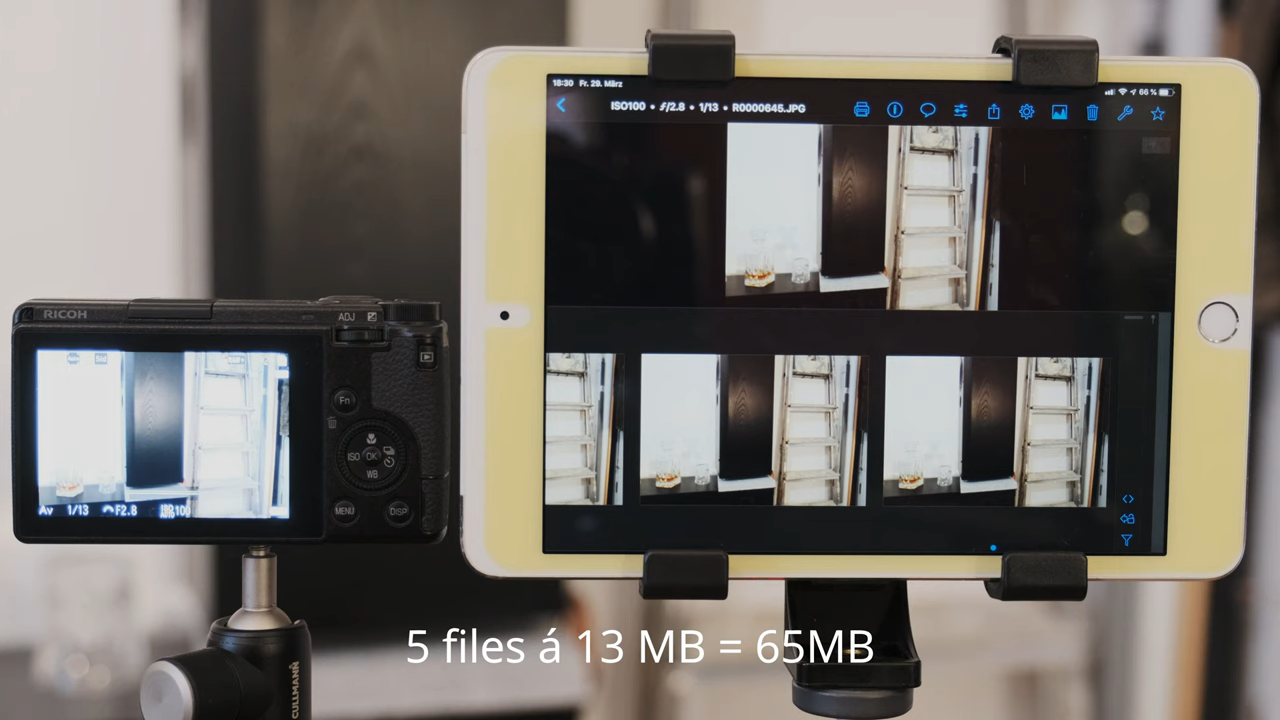 18:30 Fr. 29. März
66 %
ISO100 • ƒ/2.8 • 1/13 • R0000645.JPG
RICOH
ADJ
Fn
ISO OK
WB
MENU DISP
Av 1/13 F2.8 100
5 files á 13 MB = 65MB
CULLMANN